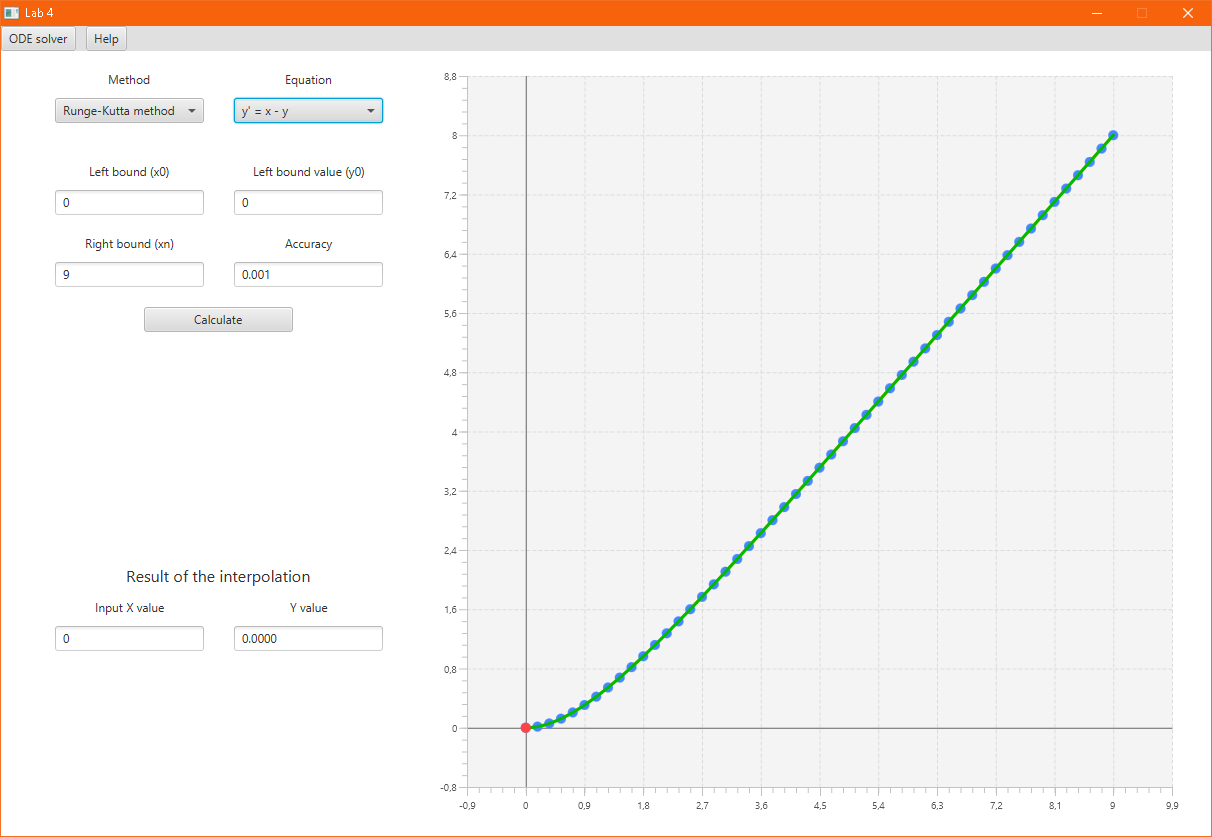 Lab 4
ODE solver Help
Method Equation
Runge-Kutta method y' = x - y
Left bound (x0) Left bound value (y0)
0 0
Right bound (xn) Accuracy
9 0.001
Calculate
Result of the interpolation
Input X value Y value
0 0.0000
8,8
8
7,2
6,4
5,6
4,8
4
3,2
2,4
1,6
0,8
0
-0,8
-0,9 0 0,9 1,8 2,7 3,6 4,5 5,4 6,3 7,2 8,1 9 9,9